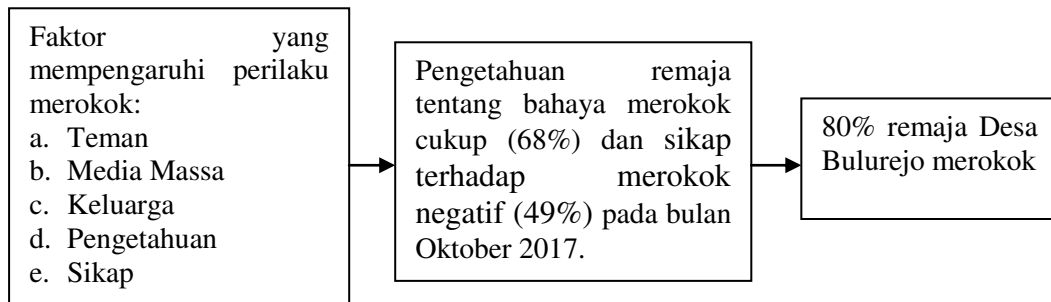 Faktor yang
mempengaruhi perilaku
merokok:
a. Teman
b. Media Massa
c. Keluarga
d. Pengetahuan
e. Sikap
Pengetahuan remaja
tentang bahaya merokok
cukup (68%) dan sikap
terhadap merokok
negatif (49%) pada bulan
Oktober 2017.
80% remaja Desa
Bulurejo merokok